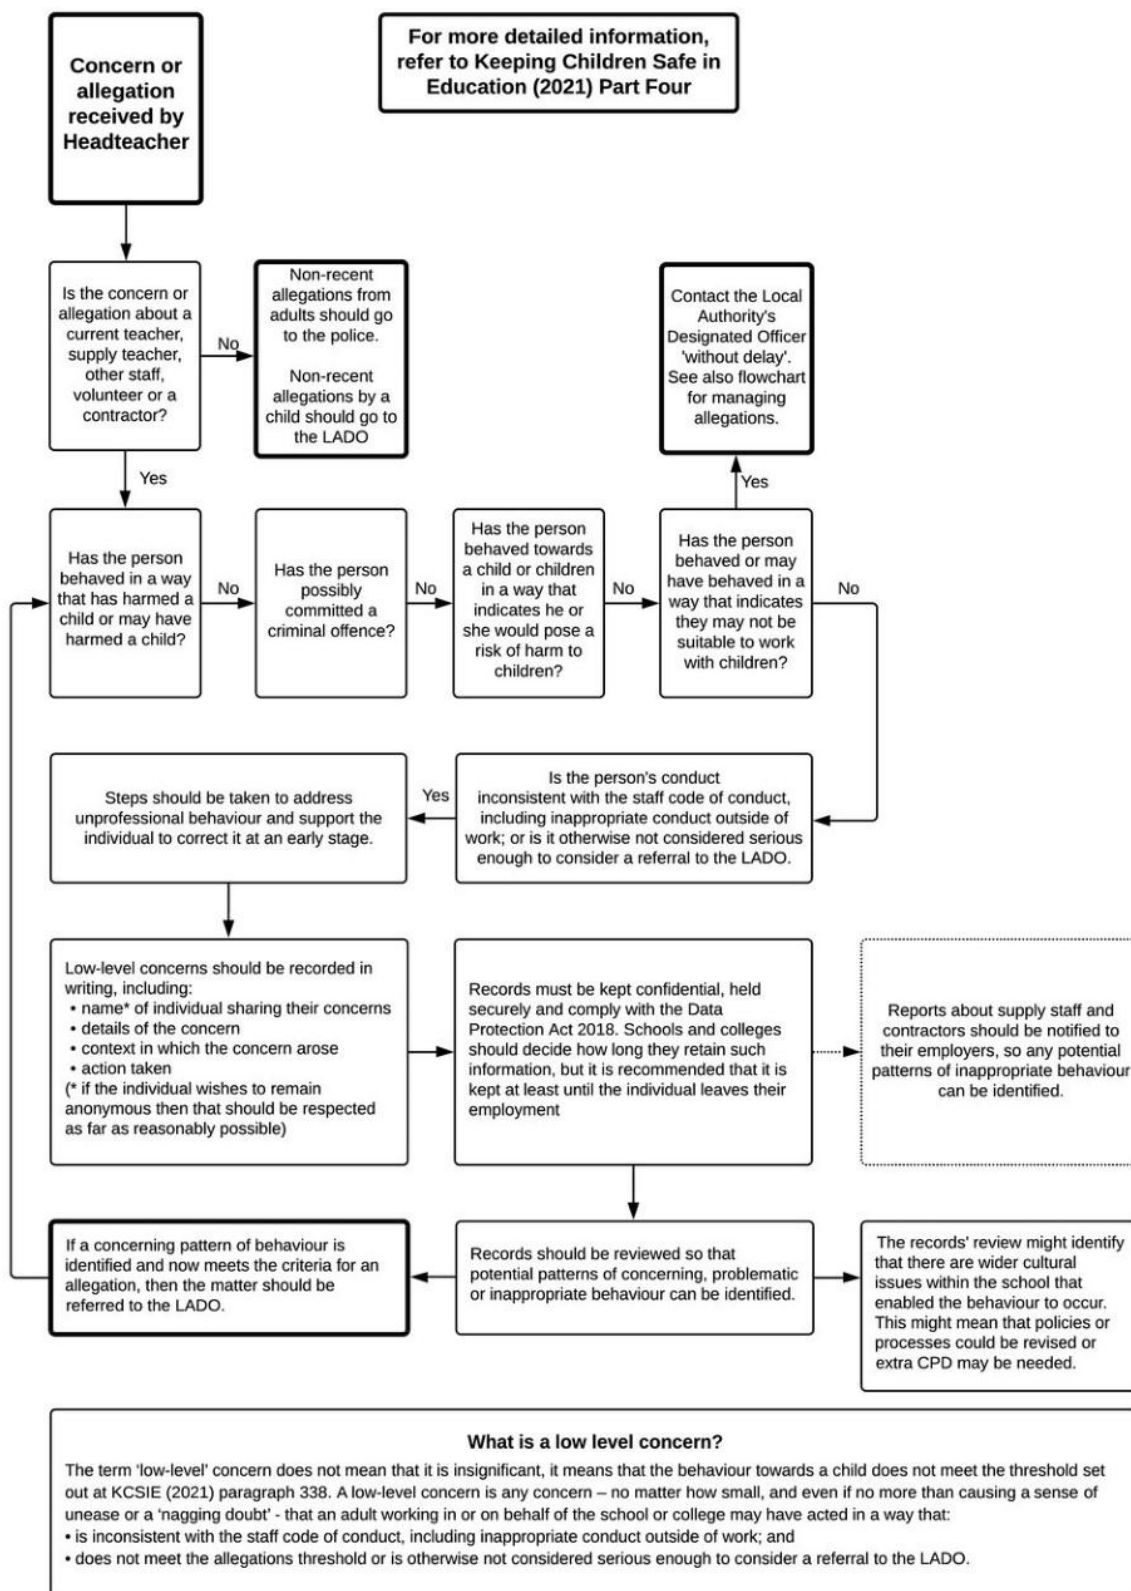 Concern or
allegation
received by
Headteacher
For more detailed information,
refer to Keeping Children Safe in
Education (2021) Part Four
Is the concern or
allegation about a
current teacher,
supply teacher,
other staff,
volunteer or a
contractor?
No
Non-recent
allegations from
adults should go
to the police.
Non-recent
allegations by a
child should go to
the LADO
Contact the Local
Authority's
Designated Officer
'without delay'.
See also flowchart
for managing
allegations.
Yes
Yes
Has the person
behaved in a way
that has harmed a
child or may have
harmed a child?
No
Has the person
possibly
committed a
criminal offence?
No
Has the person
behaved towards
a child or children
in a way that
indicates he or
she would pose a
risk of harm to
children?
No
Has the person
behaved or may
have behaved in a
way that indicates
they may not be
suitable to work
with children?
No
Steps should be taken to address
unprofessional behaviour and support the
individual to correct it at an early stage.
Yes
Is the person's conduct
inconsistent with the staff code of conduct,
including inappropriate conduct outside of
work; or is it otherwise not considered serious
enough to consider a referral to the LADO.
Low-level concerns should be recorded in
writing, including:
• name* of individual sharing their concerns
• details of the concern
• context in which the concern arose
• action taken
(* if the individual wishes to remain
anonymous then that should be respected
as far as reasonably possible)
Records must be kept confidential, held
securely and comply with the Data
Protection Act 2018. Schools and colleges
should decide how long they retain such
information, but it is recommended that it is
kept at least until the individual leaves their
employment
Reports about supply staff and
contractors should be notified to
their employers, so any potential
patterns of inappropriate behaviour
can be identified.
If a concerning pattern of behaviour is
identified and now meets the criteria for an
allegation, then the matter should be
referred to the LADO.
Records should be reviewed so that
potential patterns of concerning, problematic
or inappropriate behaviour can be identified.
The records' review might identify
that there are wider cultural
issues within the school that
enabled the behaviour to occur.
This might mean that policies or
processes could be revised or
extra CPD may be needed.
What is a low level concern?
The term 'low-level' concern does not mean that it is insignificant, it means that the behaviour towards a child does not meet the threshold set
out at KCSIE (2021) paragraph 338. A low-level concern is any concern – no matter how small, and even if no more than causing a sense of
unease or a 'nagging doubt' - that an adult working in or on behalf of the school or college may have acted in a way that:
• is inconsistent with the staff code of conduct, including inappropriate conduct outside of work; and
• does not meet the allegations threshold or is otherwise not considered serious enough to consider a referral to the LADO.